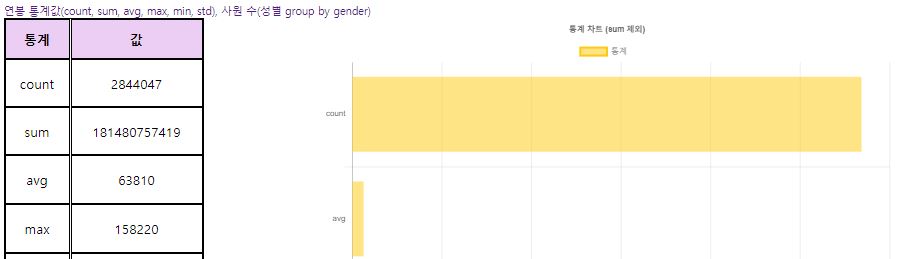 연봉 통계값(count, sum, avg, max, min, std), 사원 수(성별 group by gender)
통계 값
count 2844047
sum 181480757419
avg 63810
max 158220
통계 차트 (sum 제외)
통계
count
avg